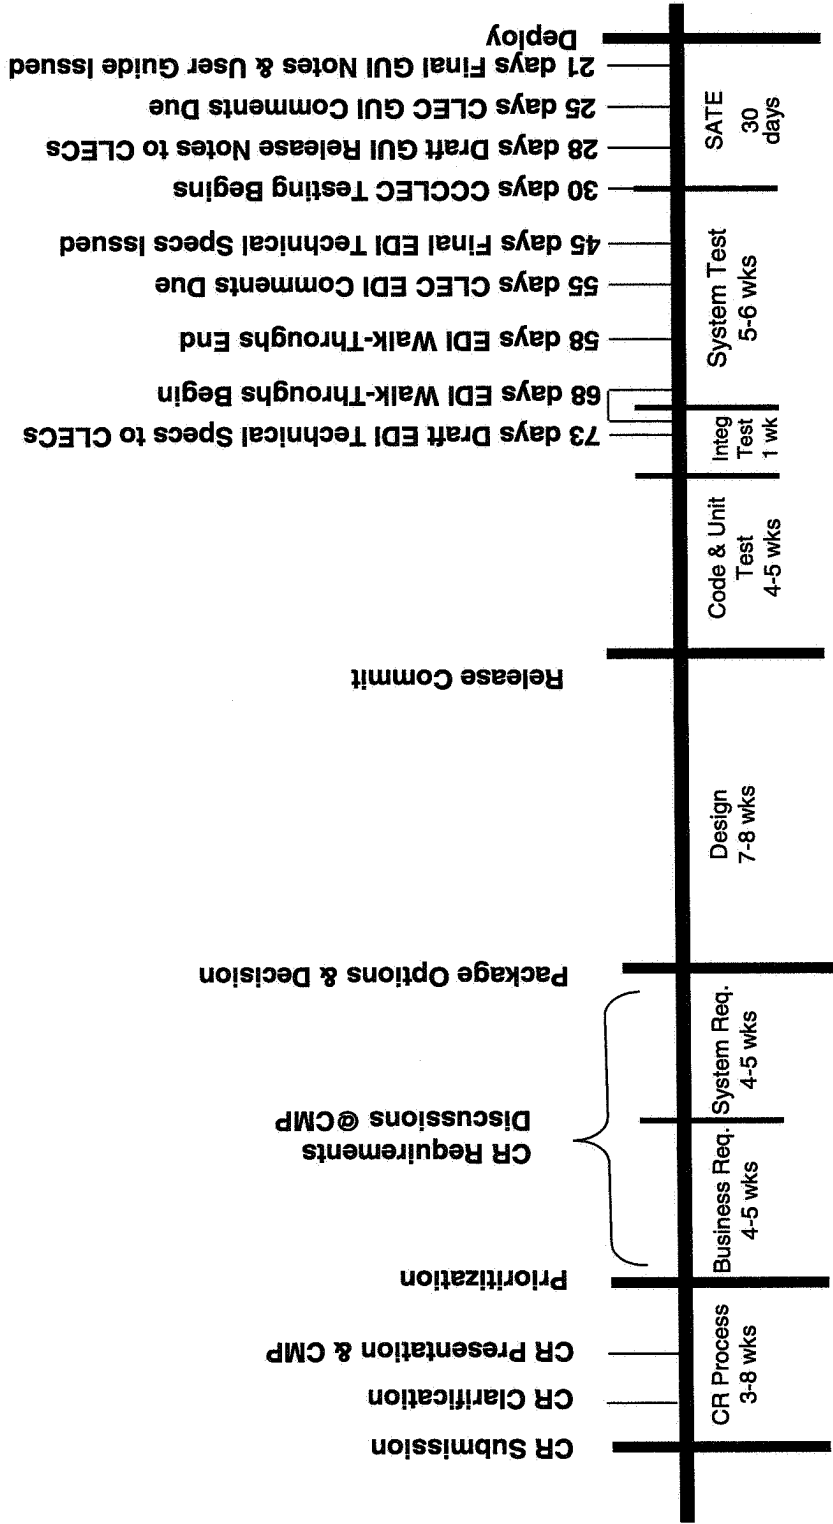 CR Submission
CR Clarification
CR Presentation & CMP
Prioritization
CR Requirements
Discussions @CMP
Package Options & Decision
Release Commit
73 days Draft EDI Technical Specs to CLECs
68 days EDI Walk-Throughs Begin
58 days EDI Walk-Throughs End
55 days CLEC EDI Comments Due
45 days Final EDI Technical Specs Issued
30 days CCCLEC Testing Begins
28 days Draft GUI Release Notes to CLECs
25 days CLEC GUI Comments Due
21 days Final GUI Notes & User Guide Issued
Deploy
CR Process
3-8 wks
Business Req.
4-5 wks
System Req.
4-5 wks
Design
7-8 wks
Code & Unit
Test
4-5 wks
Integ
Test
1 wk
System Test
5-6 wks
SATE
30
days